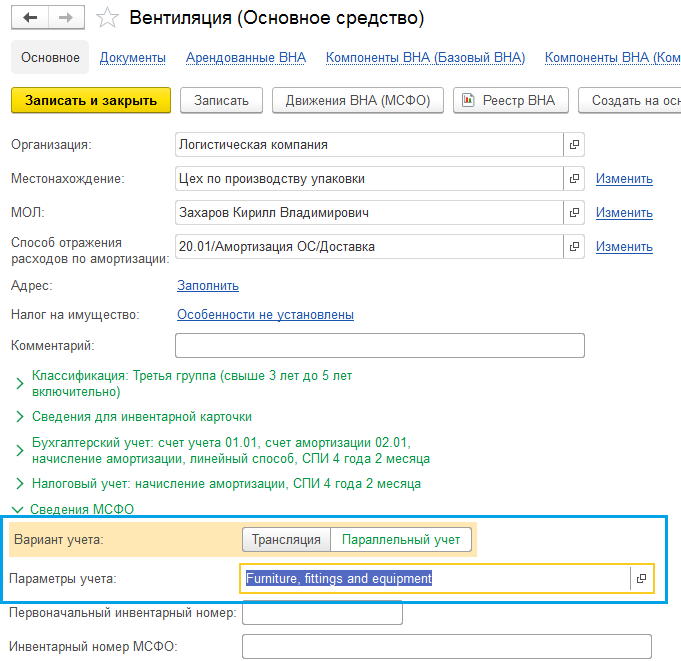 Вентиляция (Основное средство)
Основное Документы Арендованные ВНА Компоненты ВНА (Базовый ВНА) Компоненты ВНА (Ком
Записать и закрыть Записать Движения ВНА (МСФО) Реестр ВНА Создать на осн
Организация: Логистическая компания
Местонахождение: Цех по производству упаковки Изменить
МОЛ: Захаров Кирилл Владимирович Изменить
Способ отражения
расходов по амортизации: 20.01/Амортизация ОС/Доставка Изменить
Адрес: Заполнить
Налог на имущество: Особенности не установлены
Комментарий:
Классификация: Третья группа (свыше 3 лет до 5 лет
включительно)
Сведения для инвентарной карточки
Бухгалтерский учет: счет учета 01.01, счет амортизации 02.01,
начисление амортизации, линейный способ, СПИ 4 года 2 месяца
Налоговый учет: начисление амортизации, СПИ 4 года 2 месяца
Сведения МСФО
Вариант учета: Трансляция Параллельный учет
Параметры учета: Furniture, fittings and equipment
Первоначальный инвентарный номер:
Инвентарный номер МСФО: